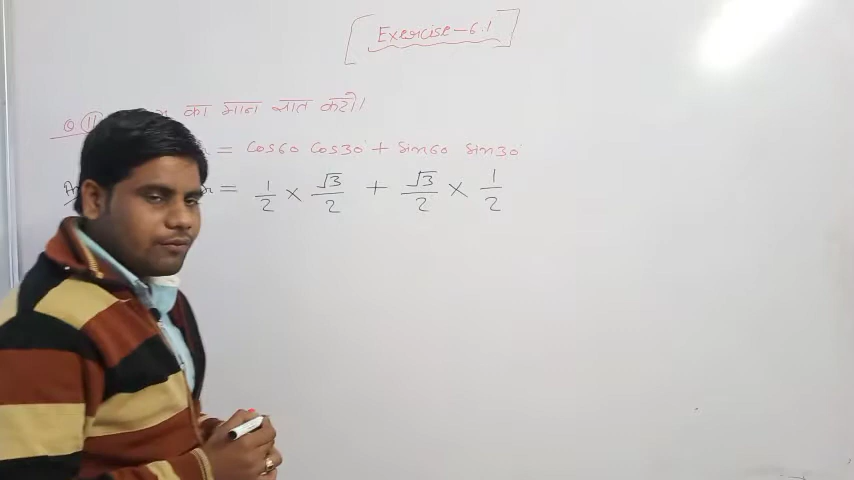 Exercise-6.1
Q.11 का मान ज्ञात करो।
= Cos60 Cos30° + Sin60 Sin30°
= 1/2 × √3/2 + √3/2 × 1/2